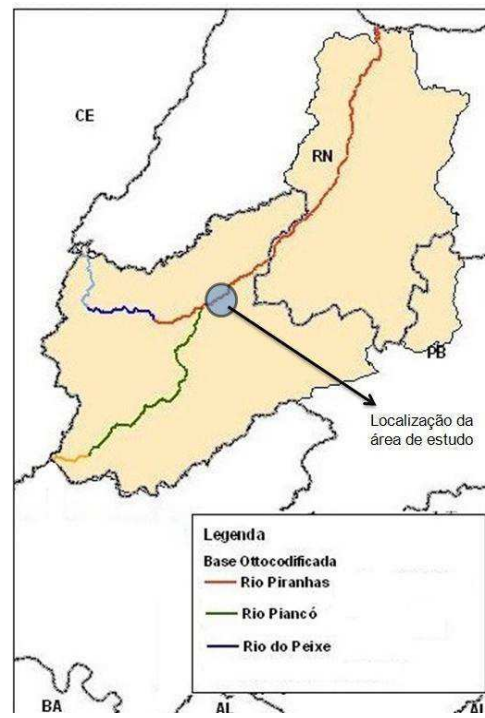 CE
RN
PB
Localização da
área de estudo
Legenda
Base Ottocodificada
Rio Piranhas
Rio Piancó
Rio do Peixe
BA
AL